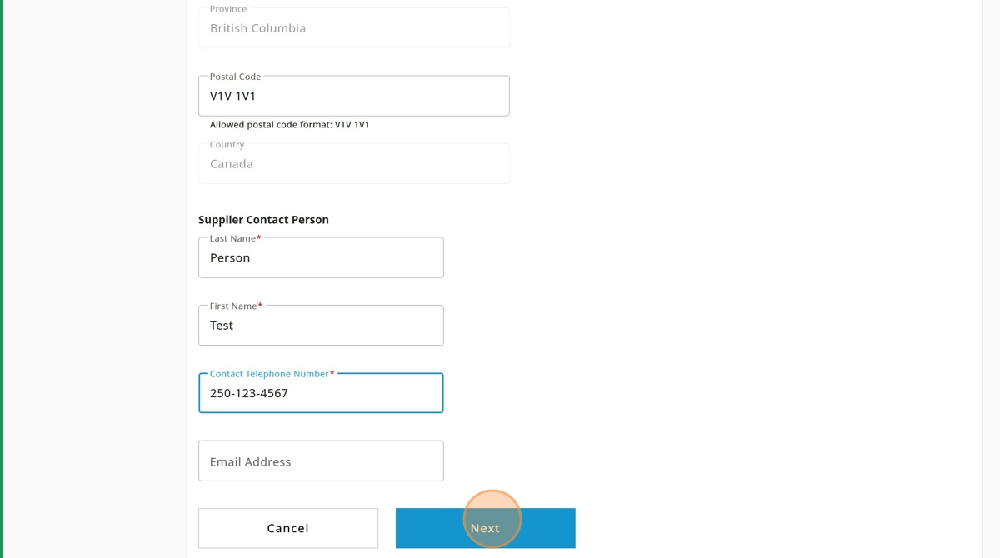 Province
British Columbia
Postal Code
V1V 1V1
Allowed postal code format: V1V 1V1
Country
Canada
Supplier Contact Person
Last Name*
Person
First Name*
Test
Contact Telephone Number*
250-123-4567
Email Address
Cancel Next